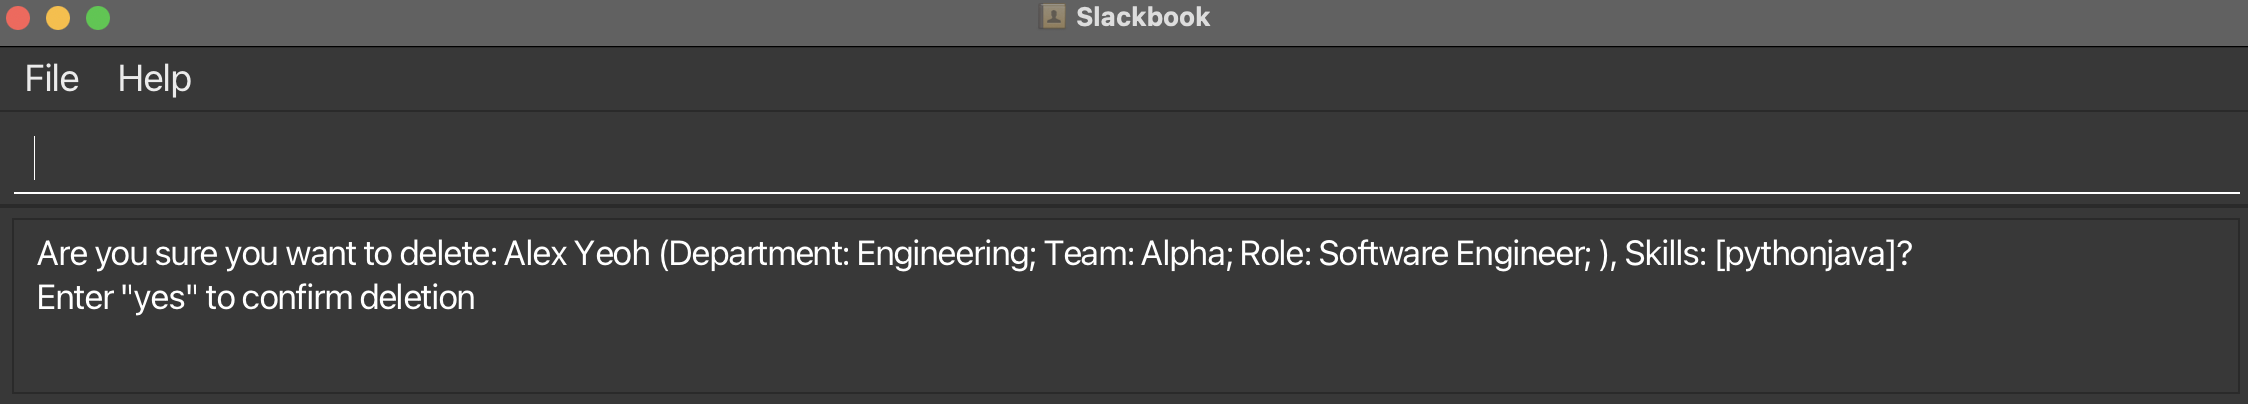 Slackbook
File Help
Are you sure you want to delete: Alex Yeoh (Department: Engineering; Team: Alpha; Role: Software Engineer; ), Skills: [pythonjava]?
Enter "yes" to confirm deletion